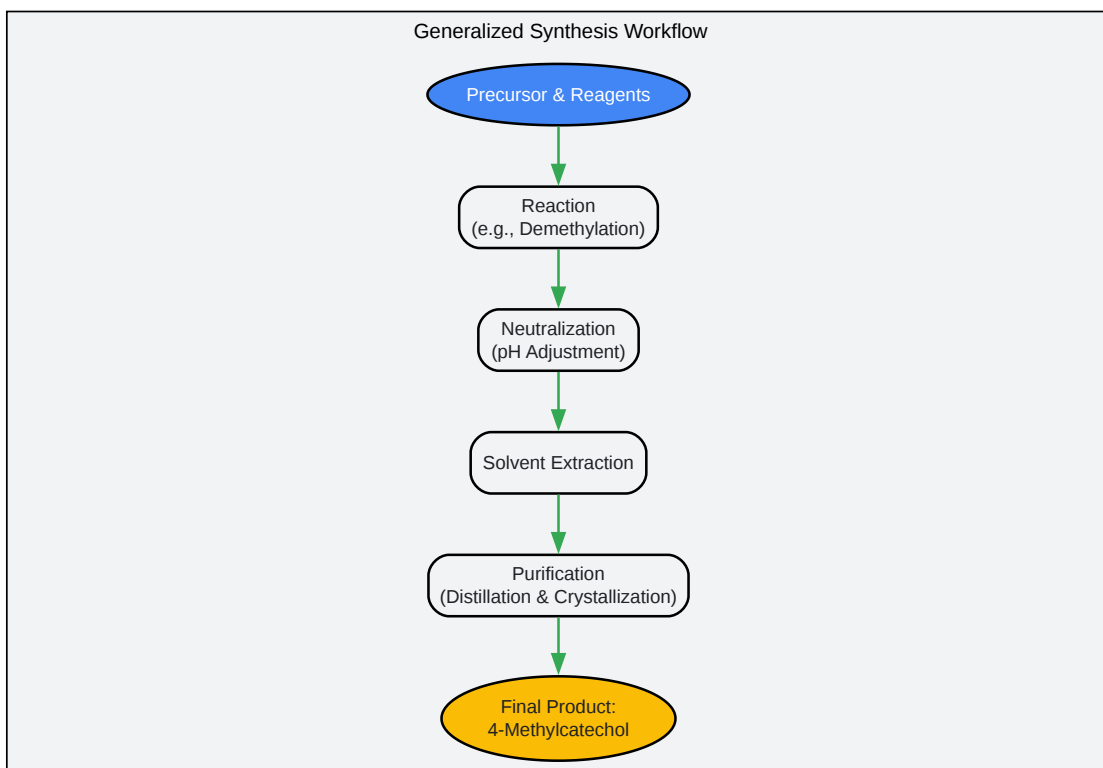 Generalized Synthesis Workflow
Precursor & Reagents
Reaction
(e.g., Demethylation)
Neutralization
(pH Adjustment)
Solvent Extraction
Purification
(Distillation & Crystallization)
Final Product:
4-Methylcatechol